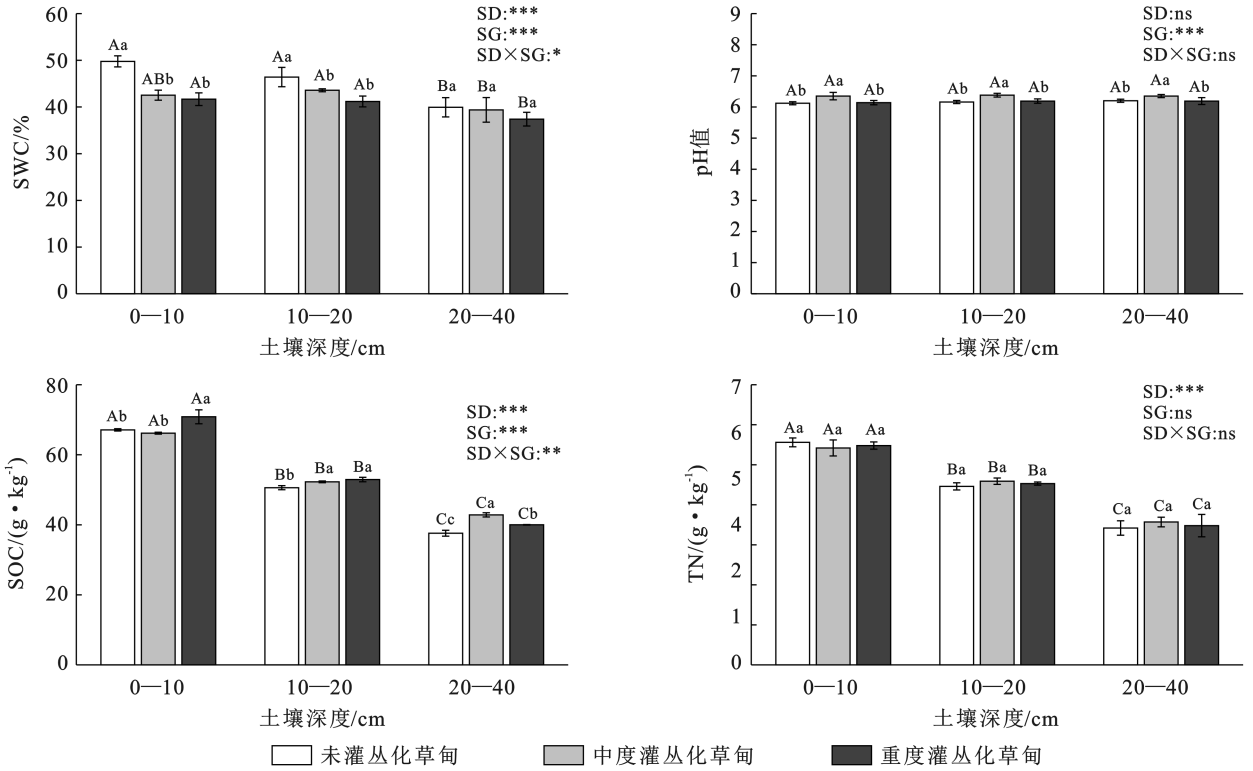 60
50
40
30
20
10
0
SWC/%
SD:***
SG:***
SD×SG:*
Aa ABb Ab
Aa Ab Ab
Ba Ba Ba
0—10 10—20 20—40
土壤深度/cm
9
8
7
6
5
4
3
2
1
0
pH值
SD:ns
SG:***
SD×SG:ns
Ab Aa Ab
Ab Aa Ab
Ab Aa Ab
0—10 10—20 20—40
土壤深度/cm
80
60
40
20
0
SOC/(g·kg⁻¹)
SD:***
SG:***
SD×SG:**
Ab Ab Aa
Bb Ba Ba
Cc Ca Cb
0—10 10—20 20—40
土壤深度/cm
7
6
5
4
2
1
0
TN/(g·kg⁻¹)
SD:***
SG:ns
SD×SG:ns
Aa Aa Aa
Ba Ba Ba
Ca Ca Ca
0—10 10—20 20—40
土壤深度/cm
未灌丛化草甸 中度灌丛化草甸 重度灌丛化草甸